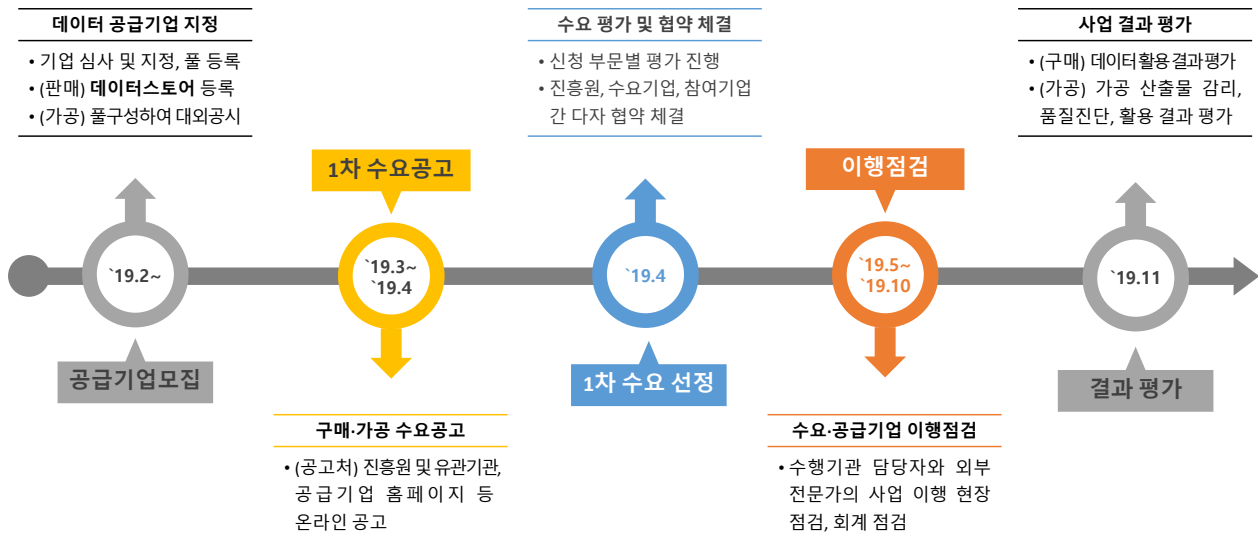 데이터 공급기업 지정
• 기업 심사 및 지정, 풀 등록
• (판매) 데이터스토어 등록
• (가공) 풀구성하여 대외공시
`19.2~
공급기업모집
1차 수요공고
`19.3~
`19.4
구매·가공 수요공고
• (공고처) 진흥원 및 유관기관,
공급기업 홈페이지 등
온라인 공고
수요 평가 및 협약 체결
• 신청 부문별 평가 진행
• 진흥원, 수요기업, 참여기업
간 다자 협약 체결
`19.4
1차 수요 선정
이행점검
`19.5~
`19.10
수요·공급기업 이행점검
• 수행기관 담당자와 외부
전문가의 사업 이행 현장
점검, 회계 점검
사업 결과 평가
• (구매) 데이터활용결과평가
• (가공) 가공 산출물 감리,
품질진단, 활용 결과 평가
`19.11
결과 평가